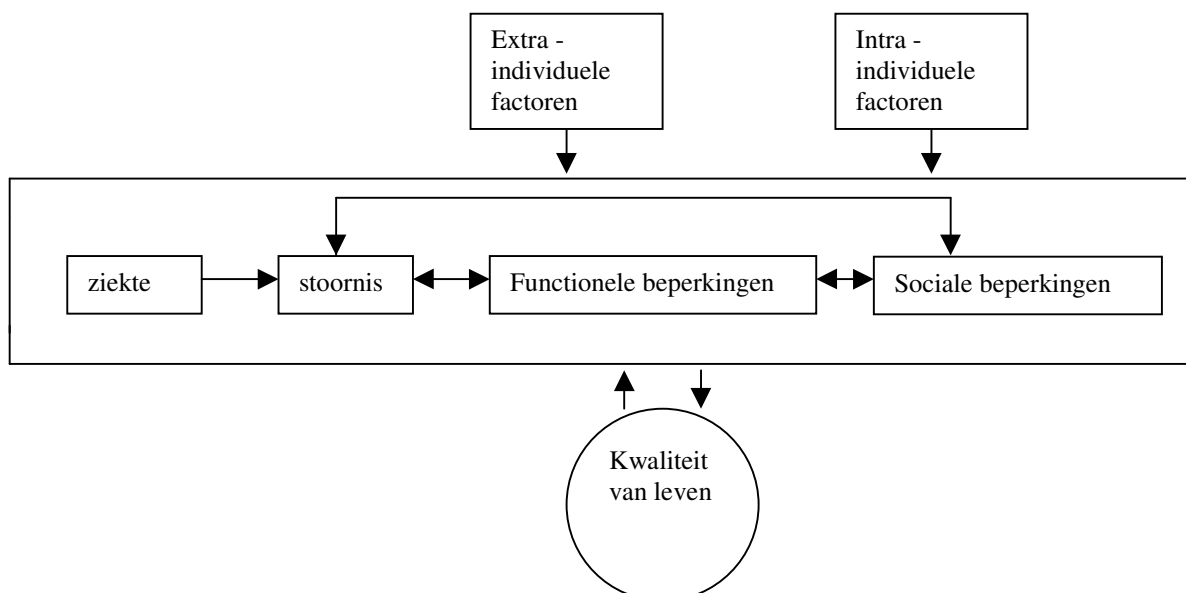 Extra -
individuele
factoren
Intra -
individuele
factoren
ziekte
stoornis
Functionele beperkingen
Sociale beperkingen
Kwaliteit
van leven